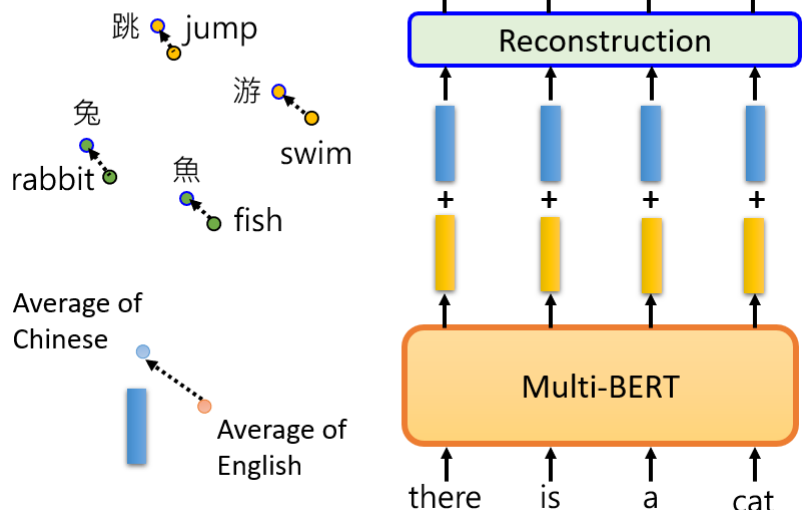 跳 jump
游
swim
兔
rabbit
魚
fish
Average of
Chinese
Average of
English
Reconstruction
+ + + +
Multi-BERT
there is a cat